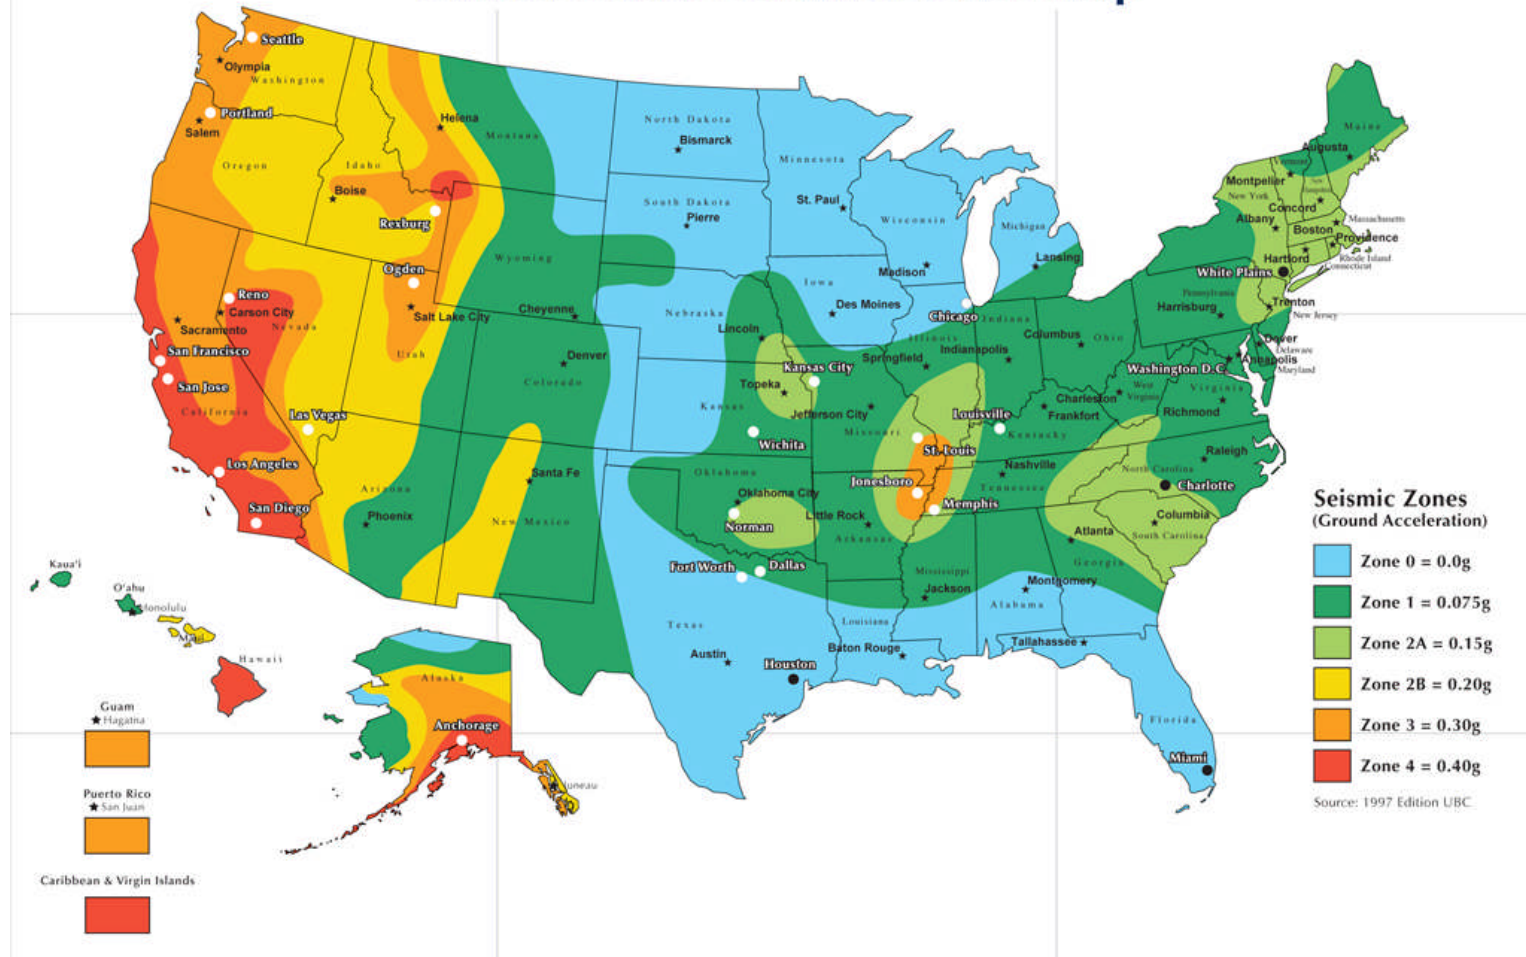 Seattle
Olympia
Washington
Portland
Salem
Oregon
Idaho
Boise
Helena
Montana
Rexburg
Ogden
Salt Lake City
Utah
Wyoming
Cheyenne
Reno
Carson City
Nevada
Sacramento
San Francisco
San Jose
California
Las Vegas
Los Angeles
San Diego
Arizona
Phoenix
Santa Fe
New Mexico
Denver
Colorado
North Dakota
Bismarck
South Dakota
Pierre
Nebraska
Lincoln
Kansas
Topeka
Kansas City
Wichita
Oklahoma
Oklahoma City
Norman
Fort Worth
Dallas
Texas
Austin
Houston
Minnesota
St. Paul
Wisconsin
Madison
Michigan
Lansing
Iowa
Des Moines
Chicago
Illinois
Springfield
Indiana
Indianapolis
Ohio
Columbus
Jefferson City
Missouri
St. Louis
Jonesboro
Memphis
Little Rock
Arkansas
Louisville
Kentucky
Frankfort
Nashville
Tennessee
Mississippi
Jackson
Louisiana
Baton Rouge
Alabama
Montgomery
Georgia
Atlanta
Tallahassee
Florida
Miami
South Carolina
Columbia
North Carolina
Charlotte
Raleigh
Virginia
Richmond
West
Virginia
Charleston
Washington D.C.
Annapolis
Maryland
Dover
Delaware
Pennsylvania
Harrisburg
Trenton
New Jersey
New York
Albany
White Plains
Hartford
Connecticut
Providence
Rhode Island
Boston
Massachusetts
Concord
New
Hampshire
Montpelier
Vermont
Augusta
Maine
Kaua'i
O'ahu
Honolulu
Maui
Hawaii
Alaska
Anchorage
Juneau
Guam
Hagatna
Puerto Rico
San Juan
Caribbean & Virgin Islands
Seismic Zones
(Ground Acceleration)
Zone 0 = 0.0g
Zone 1 = 0.075g
Zone 2A = 0.15g
Zone 2B = 0.20g
Zone 3 = 0.30g
Zone 4 = 0.40g
Source: 1997 Edition UBC